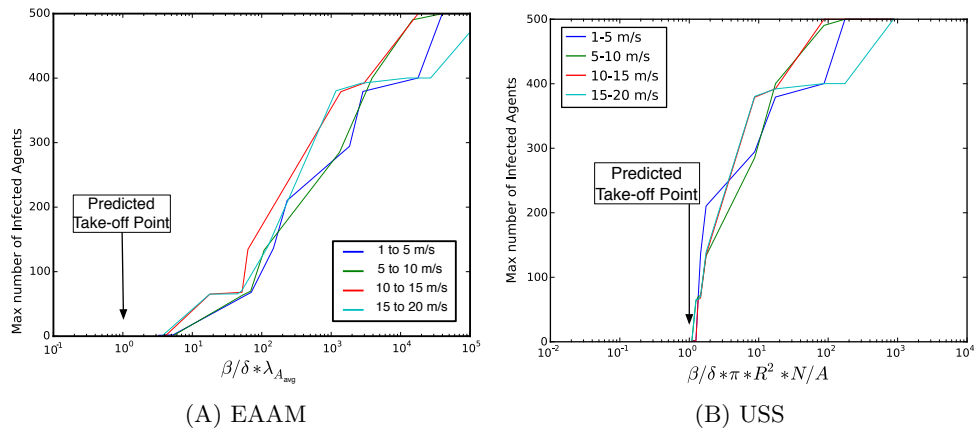 Max number of Infected Agents
500
400
300
200
100
0
Predicted
Take-off Point
1 to 5 m/s
5 to 10 m/s
10 to 15 m/s
15 to 20 m/s
10^-1 10^0 10^1 10^2 10^3 10^4 10^5
β/δ*λ_{A_{avg}}
(A) EAAM
Max number of Infected Agents
500
400
300
200
100
0
1-5 m/s
5-10 m/s
10-15 m/s
15-20 m/s
Predicted
Take-off Point
10^-2 10^-1 10^0 10^1 10^2 10^3 10^4
β/δ*π*R^2*N/A
(B) USS